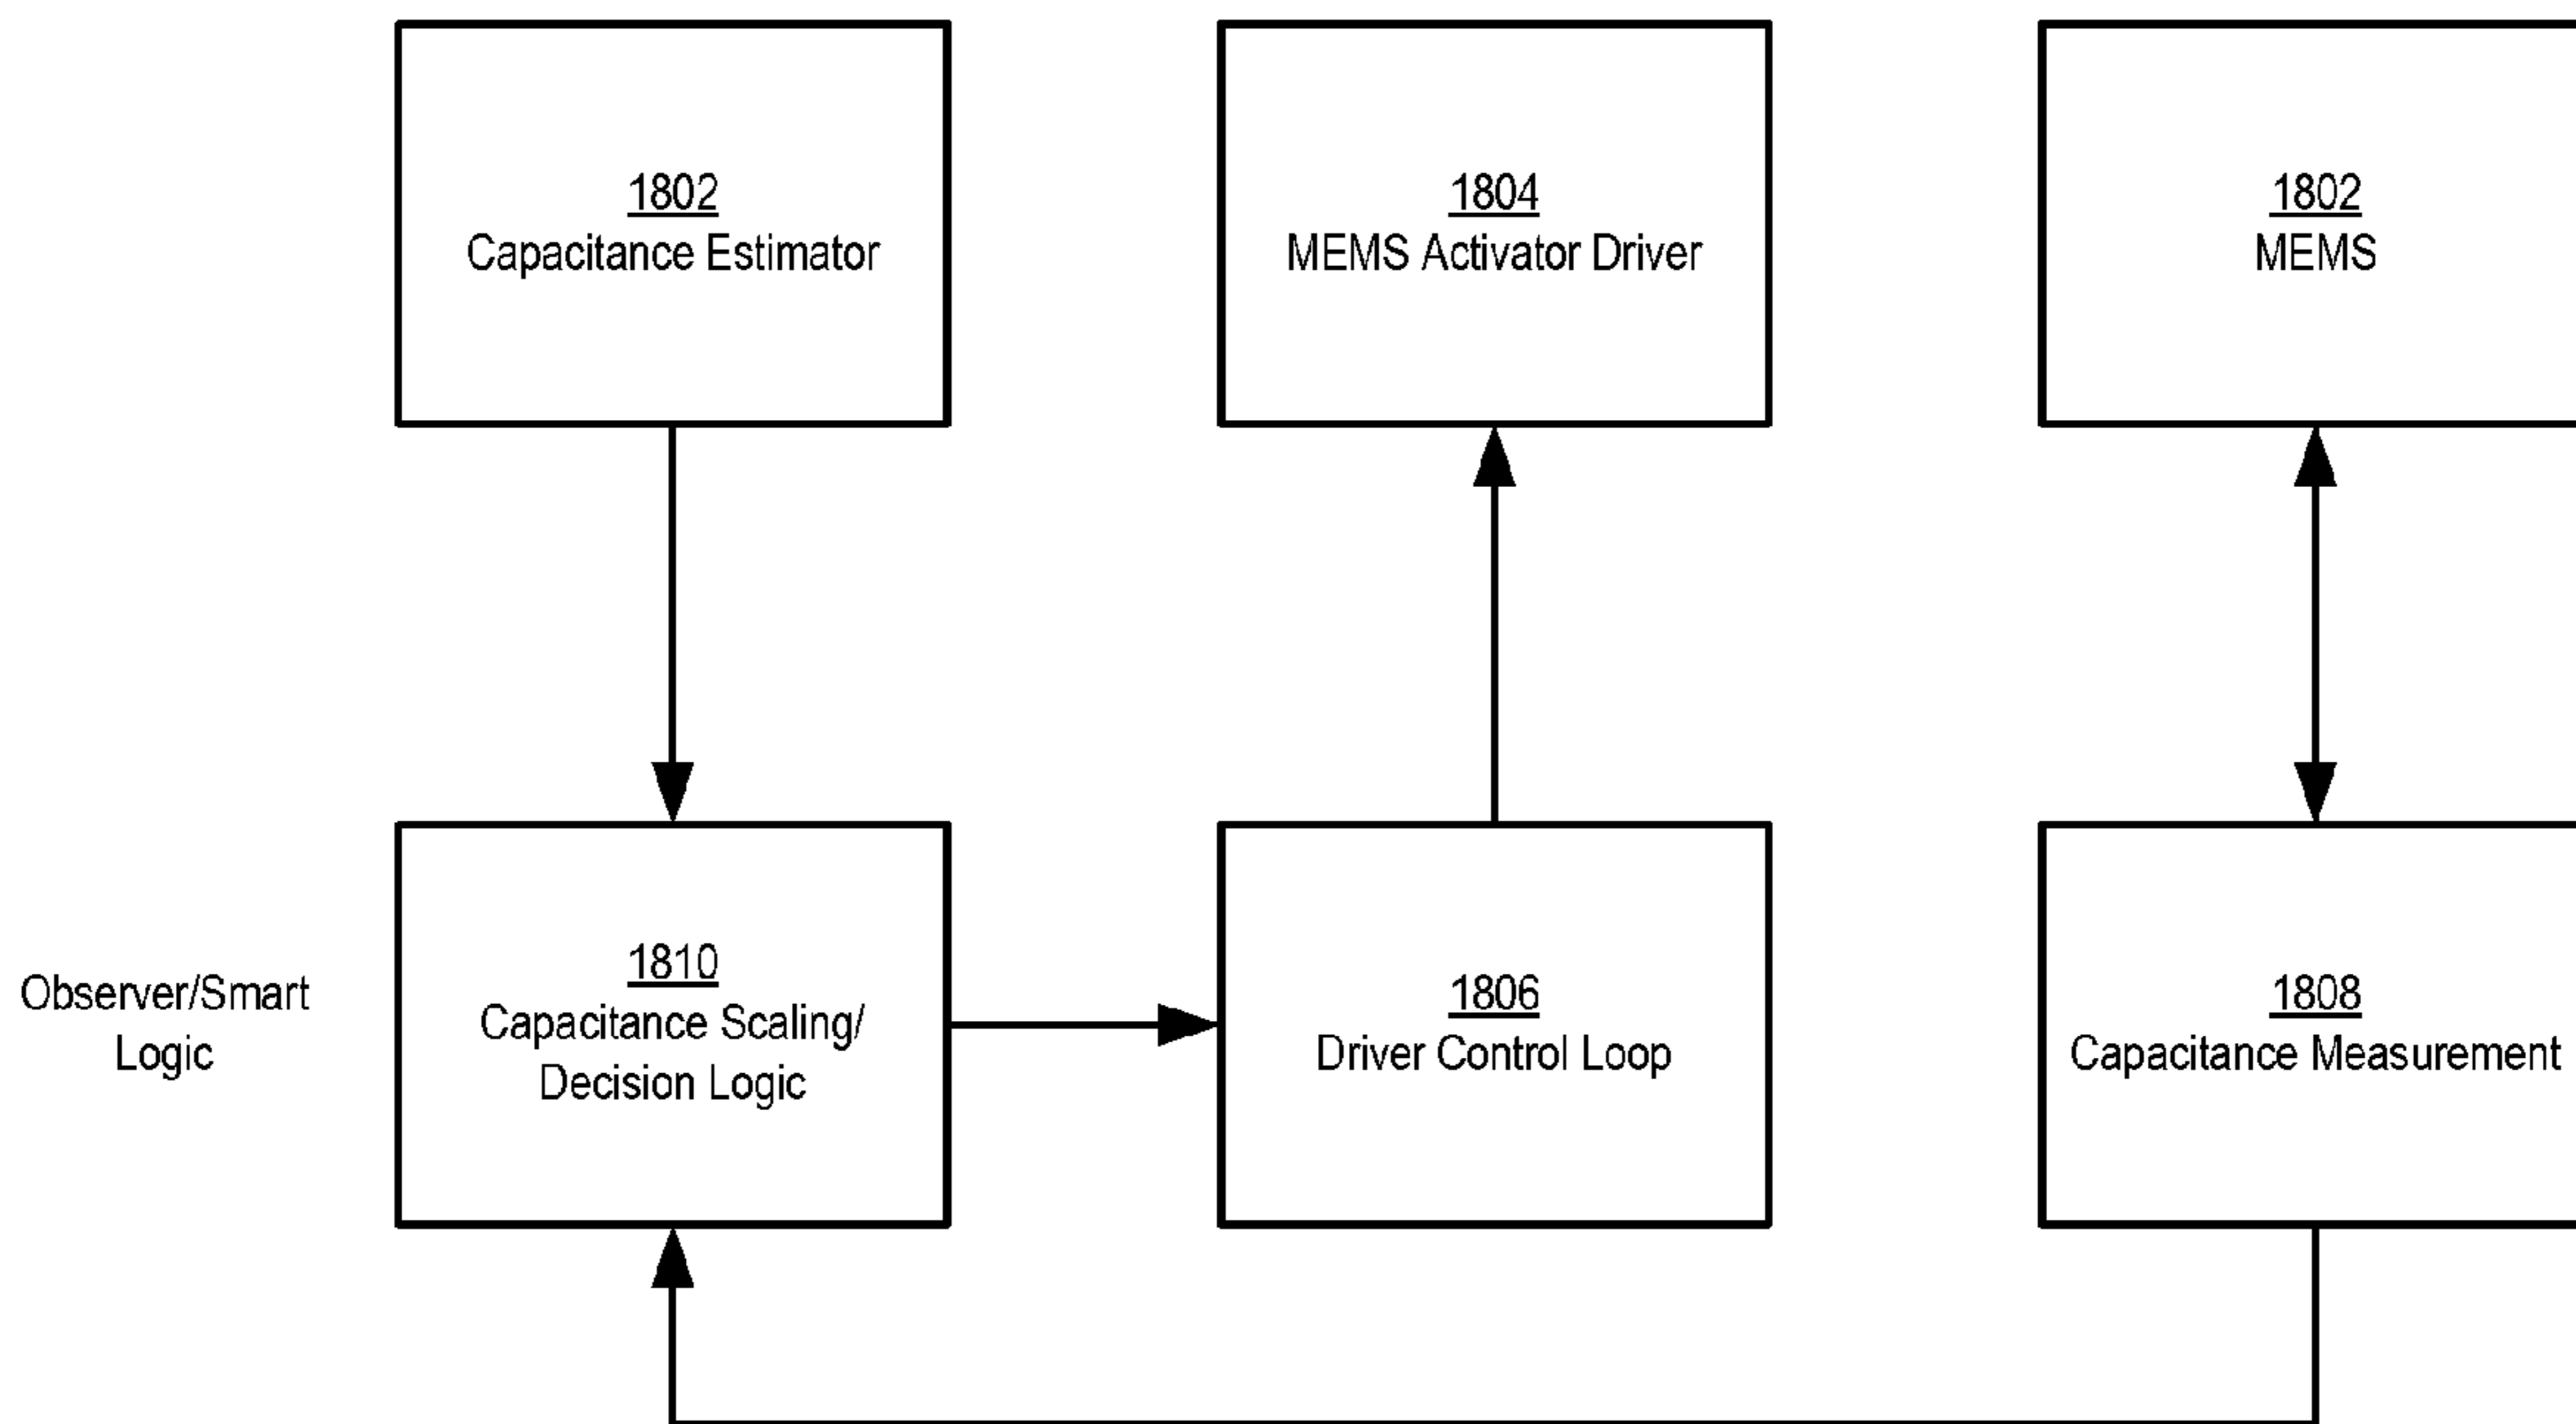 1802
Capacitance Estimator
1804
MEMS Activator Driver
1802
MEMS
Observer/Smart
Logic
1810
Capacitance Scaling/
Decision Logic
1806
Driver Control Loop
1808
Capacitance Measurement